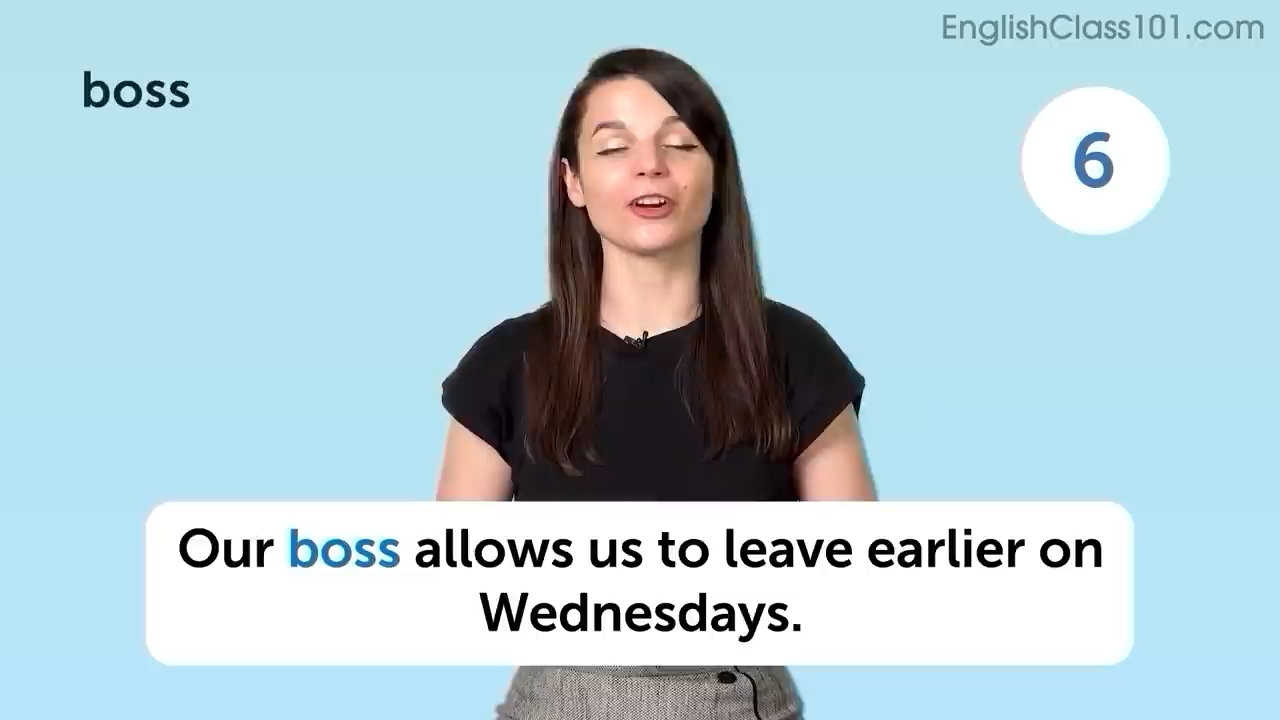 EnglishClass101.com
boss
6
Our boss allows us to leave earlier on
Wednesdays.